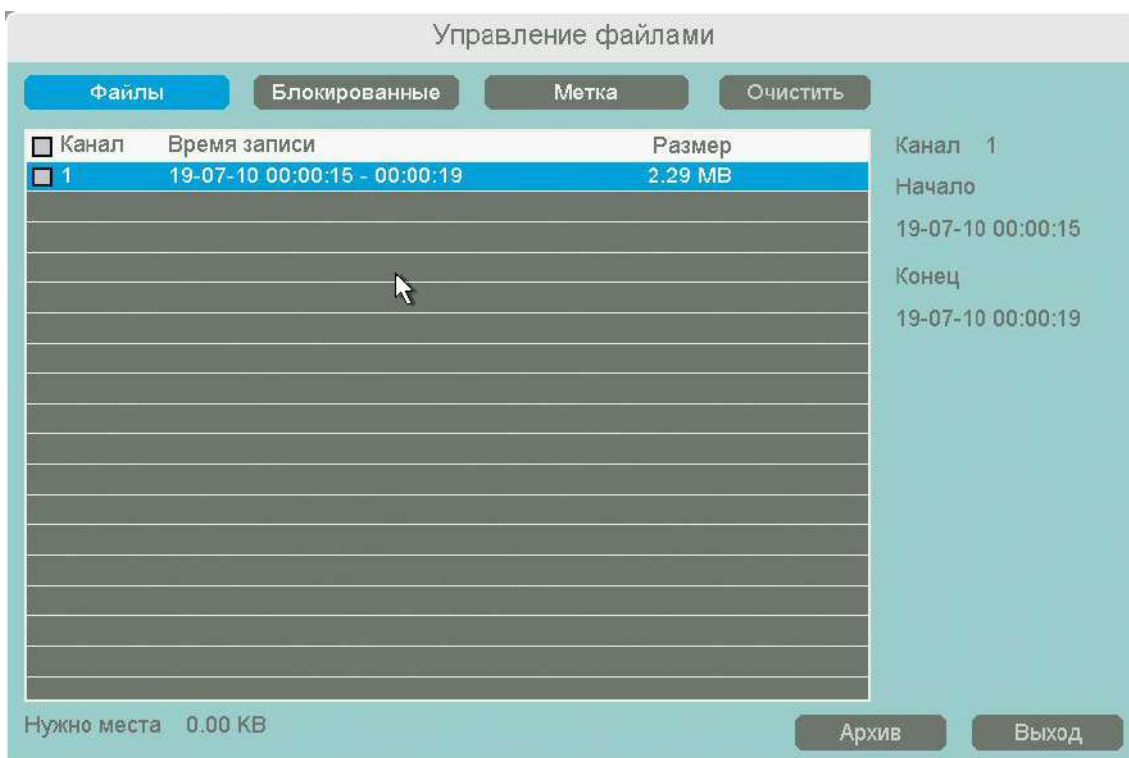 Управление файлами
Файлы Блокированные Метка Очистить
Канал Время записи Размер
1 19-07-10 00:00:15 - 00:00:19 2.29 MB
Канал 1
Начало
19-07-10 00:00:15
Конец
19-07-10 00:00:19
Нужно места 0.00 KB
Архив Выход